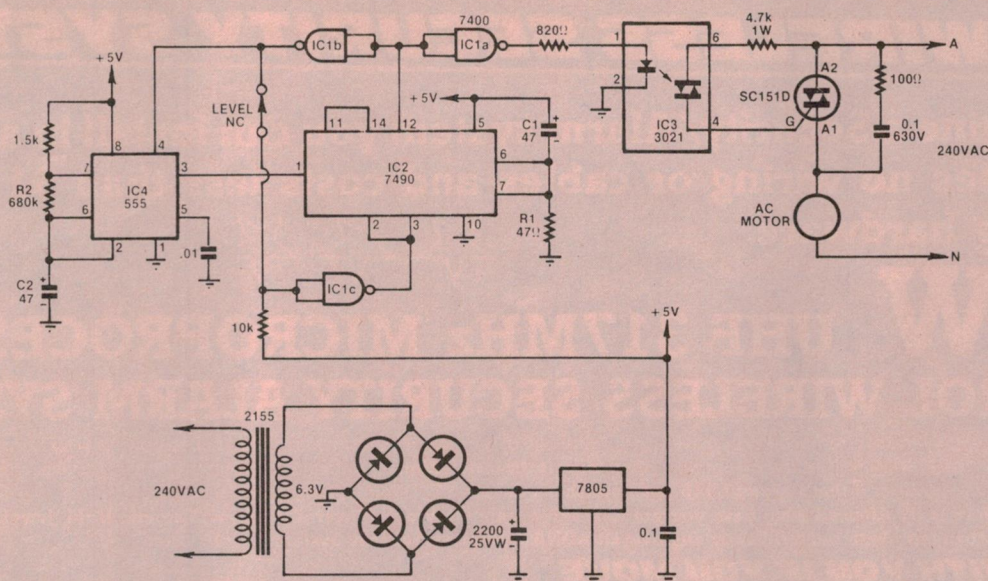 7400
IC1b
IC1a
820Ω
1
6
4.7k
1W
A
+5V
A2
100Ω
SC151D
2
LEVEL
NC
+5V
C1
47
+
-
IC3
3021
4
G
A1
0.1
630V
240VAC
11
14
12
5
1.5k
8
4
7
IC4
555
3
1
IC2
7490
6
7
R2
680k
6
5
R1
47Ω
AC
MOTOR
2
1
.01
2
3
10
C2
47
+
-
IC1c
N
10k
+5V
2155
240VAC
6.3V
7805
2200
25VW
+
-
0.1